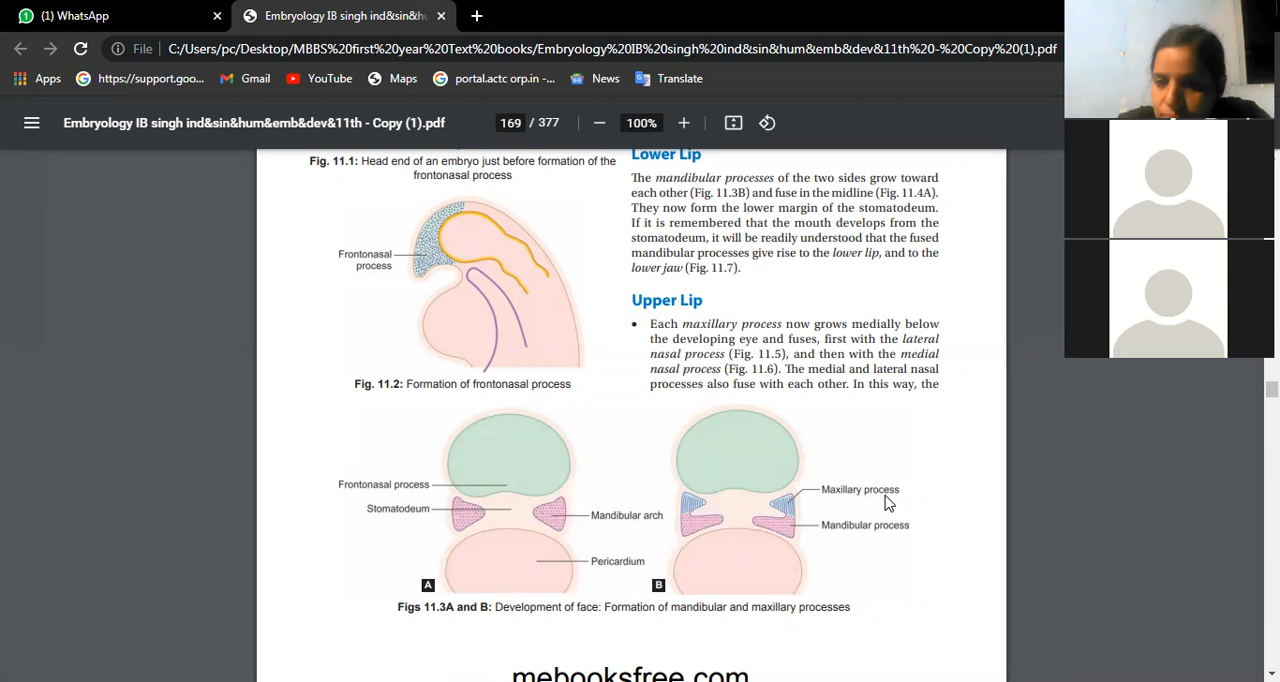 (1) WhatsApp
Embryology IB singh ind&sin&hu
File
C:/Users/pc/Desktop/MBBS%20first%20year%20Text%20books/Embryology%20IB%20singh%20ind&sin&hum&emb&dev&11th%20-%20Copy%20(1).pdf
Apps
https://support.goo...
Gmail
YouTube
Maps
portal.actc orp.in -...
News
Translate
Embryology IB singh ind&sin&hum&emb&dev&11th - Copy (1).pdf
169 / 377
100%
Fig. 11.1: Head end of an embryo just before formation of the
frontonasal process
Frontonasal
process
Fig. 11.2: Formation of frontonasal process
Lower Lip
The mandibular processes of the two sides grow toward
each other (Fig. 11.3B) and fuse in the midline (Fig. 11.4A).
They now form the lower margin of the stomatodeum.
If it is remembered that the mouth develops from the
stomatodeum, it will be readily understood that the fused
mandibular processes give rise to the lower lip, and to the
lower jaw (Fig. 11.7).
Upper Lip
• Each maxillary process now grows medially below
the developing eye and fuses, first with the lateral
nasal process (Fig. 11.5), and then with the medial
nasal process (Fig. 11.6). The medial and lateral nasal
processes also fuse with each other. In this way, the
Frontonasal process
Stomatodeum
Mandibular arch
Pericardium
A
Maxillary process
Mandibular process
B
Figs 11.3A and B: Development of face: Formation of mandibular and maxillary processes
mebooksfree.com